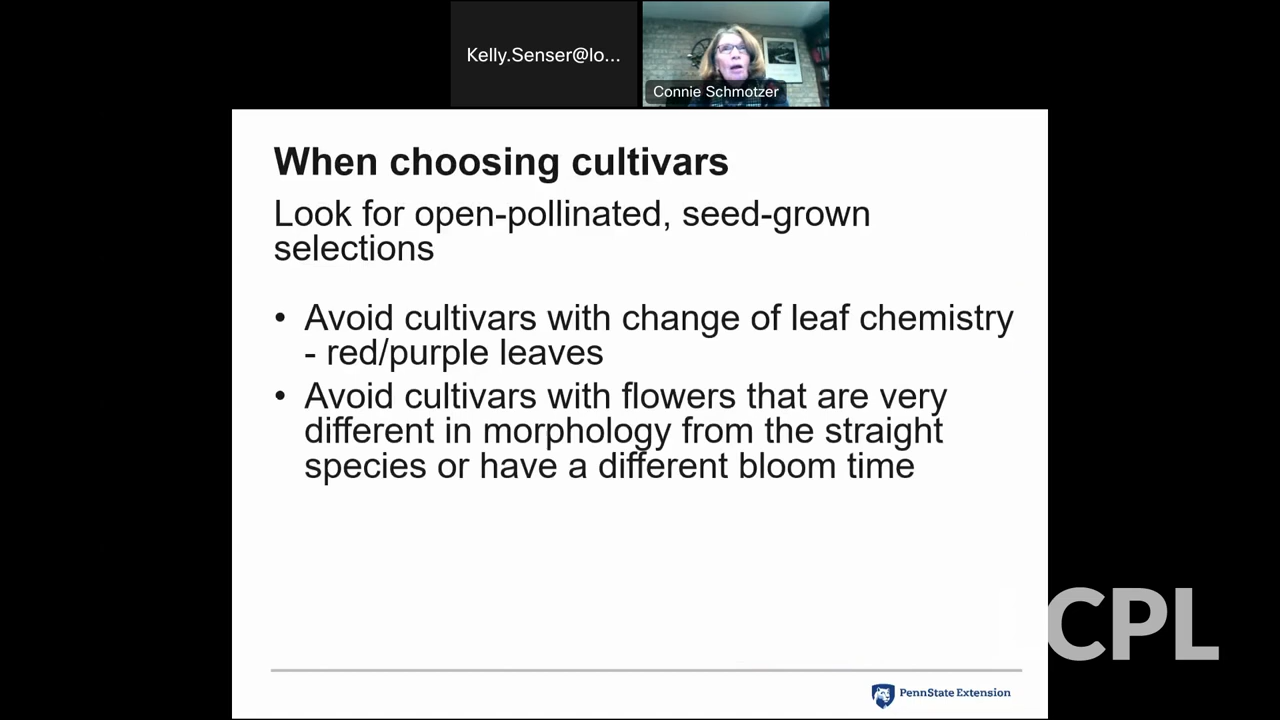 Kelly.Senser@lo...
Connie Schmotzer
When choosing cultivars
Look for open-pollinated, seed-grown
selections
• Avoid cultivars with change of leaf chemistry
- red/purple leaves
• Avoid cultivars with flowers that are very
different in morphology from the straight
species or have a different bloom time
CPL
PennState Extension